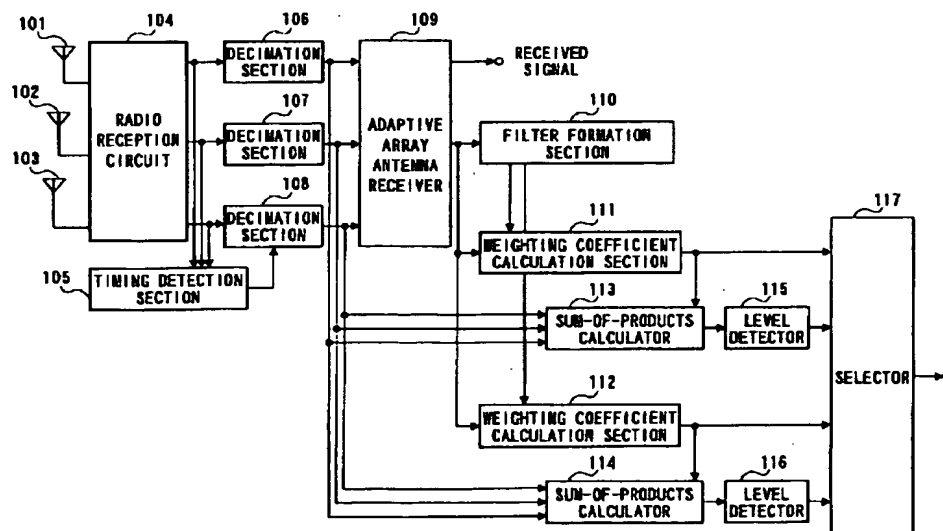 101
104
106
109
DECIMATION
SECTION
RECEIVED
SIGNAL
102
107
110
RADIO
RECEPTION
CIRCUIT
DECIMATION
SECTION
ADAPTIVE
ARRAY
ANTENNA
RECEIVER
FILTER FORMATION
SECTION
103
108
DECIMATION
SECTION
111
117
WEIGHTING COEFFICIENT
CALCULATION SECTION
105
TIMING DETECTION
SECTION
113
115
SUM-OF-PRODUCTS
CALCULATOR
LEVEL
DETECTOR
SELECTOR
112
WEIGHTING COEFFICIENT
CALCULATION SECTION
114
116
SUM-OF-PRODUCTS
CALCULATOR
LEVEL
DETECTOR